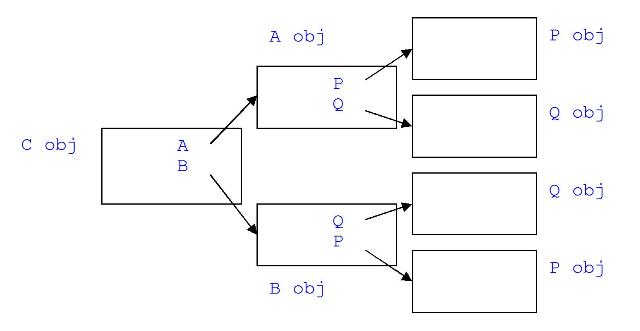 C obj
A
B
A obj
P
Q
Q
P
B obj
P obj
Q obj
Q obj
P obj